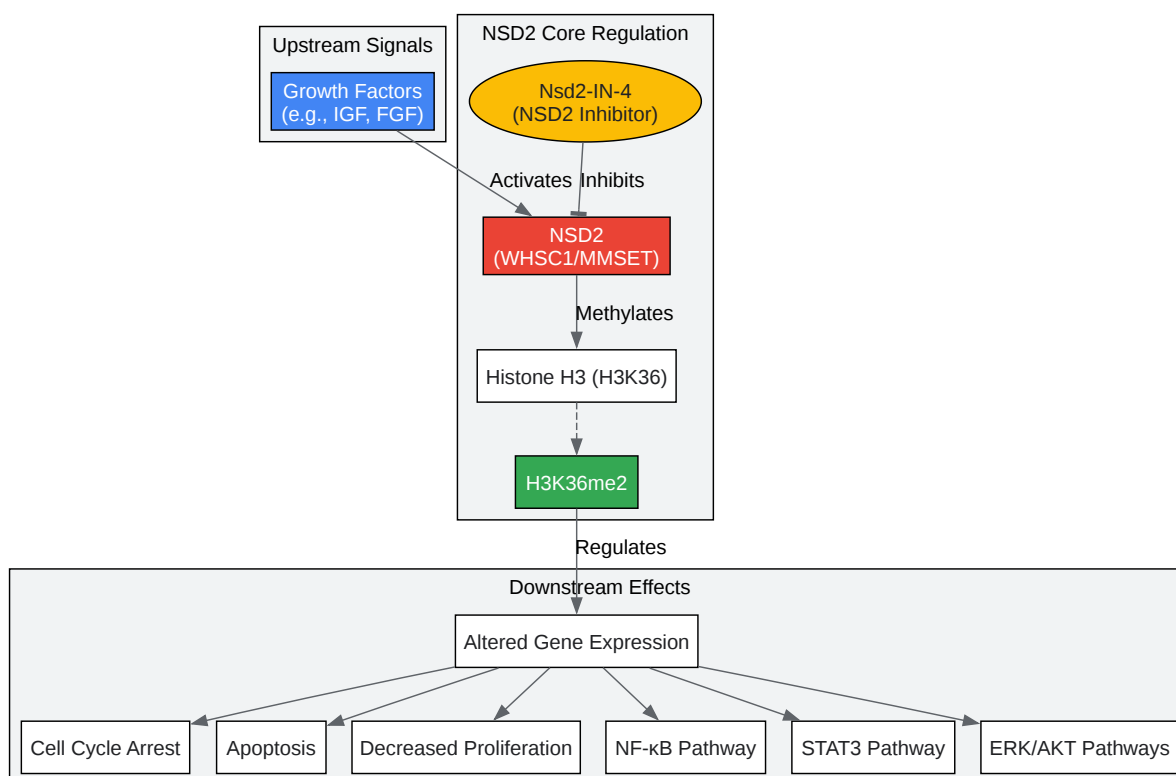 Upstream Signals
Growth Factors
(e.g., IGF, FGF)
NSD2 Core Regulation
Nsd2-IN-4
(NSD2 Inhibitor)
Activates
Inhibits
NSD2
(WHSC1/MMSET)
Methylates
Histone H3 (H3K36)
H3K36me2
Regulates
Downstream Effects
Altered Gene Expression
Cell Cycle Arrest
Apoptosis
Decreased Proliferation
NF-κB Pathway
STAT3 Pathway
ERK/AKT Pathways